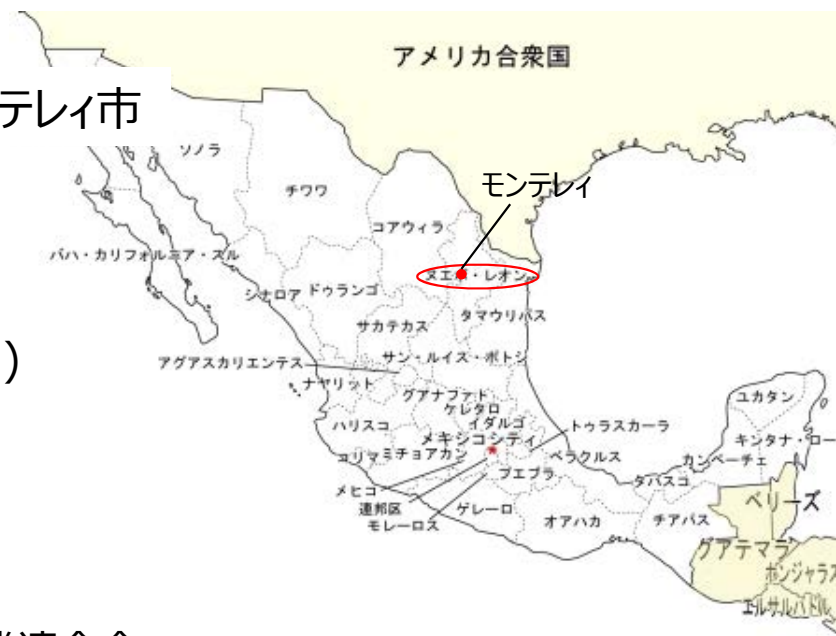 アメリカ合衆国
テレィ市
ソノラ
チワワ
モンテレィ
コアウィラ
バハ・カリフォルニア・スル
ヌエボ・レオン
シナロア
ドゥランゴ
タマウリパス
サカテカス
)
アグアスカリエンテス
サン・ルイス・ポトシ
ナヤリット
グアナファト
ユカタン
ケレタロ
ハリスコ
イダルゴ
トゥラスカーラ
メキシコシティ
キンタナ・ロー
コリマ
ミチョアカン
ベラクルス
カンペーチェ
プエブラ
タバスコ
メヒコ
連邦区
ゲレーロ
ベリーズ
モレーロス
オアハカ
チアパス
グアテマラ
ホンジャラス
エルサルバドル